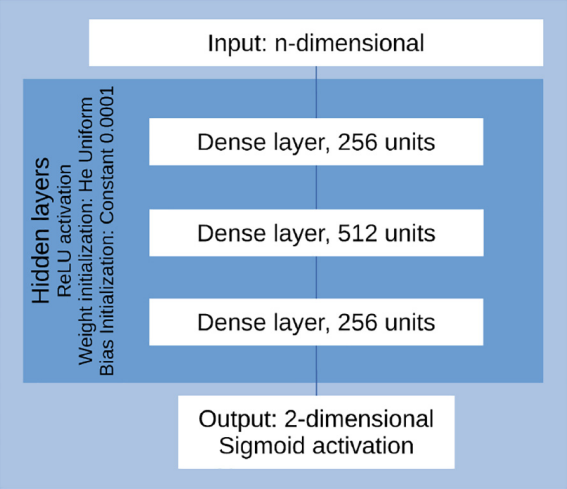 Input: n-dimensional
Hidden layers
ReLU activation
Weight initialization: He Uniform
Bias Initialization: Constant 0.0001
Dense layer, 256 units
Dense layer, 512 units
Dense layer, 256 units
Output: 2-dimensional
Sigmoid activation